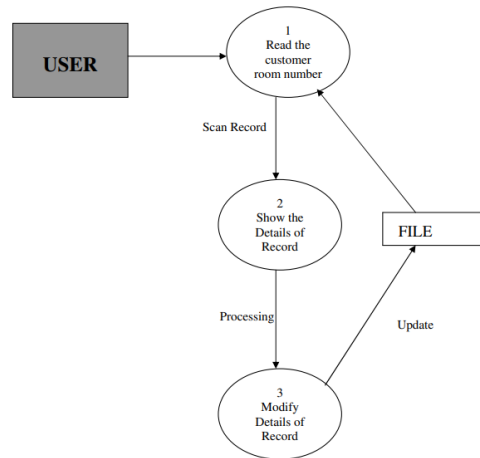 USER
1
Read the
customer
room number
Scan Record
2
Show the
Details of
Record
FILE
Processing
Update
3
Modify
Details of
Record